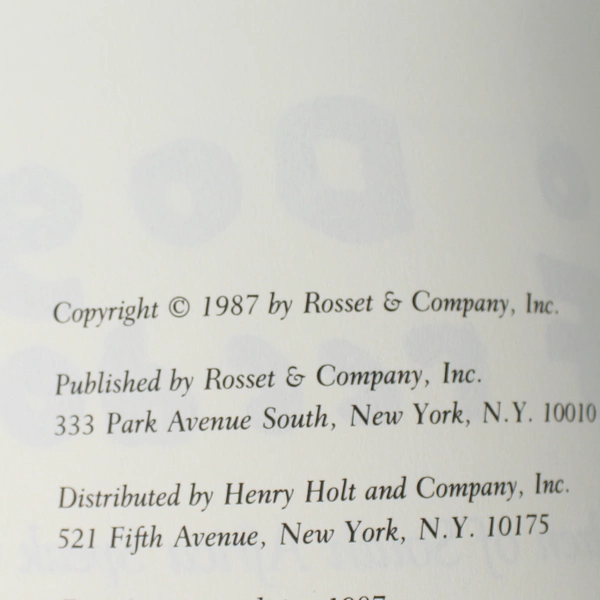 Copyright © 1987 by Rosset & Company, Inc.
Published by Rosset & Company, Inc.
333 Park Avenue South, New York, N.Y. 10010
Distributed by Henry Holt and Company, Inc.
521 Fifth Avenue, New York, N.Y. 10175
1987